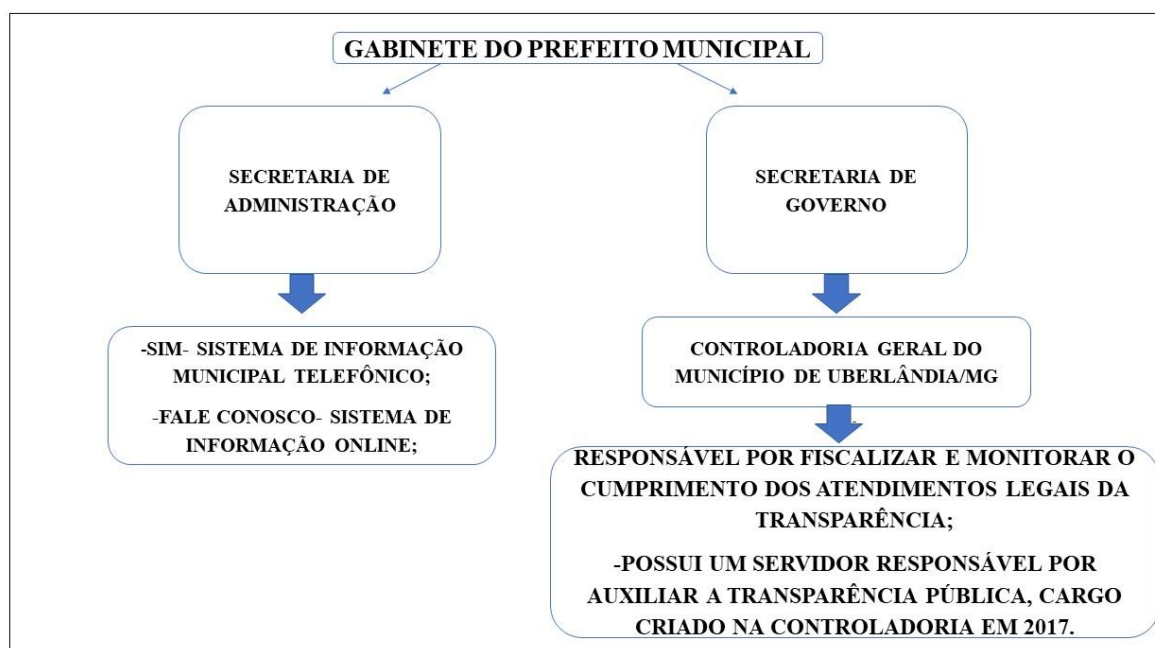 GABINETE DO PREFEITO MUNICIPAL
SECRETARIA DE
ADMINISTRAÇÃO
SECRETARIA DE
GOVERNO
-SIM- SISTEMA DE INFORMAÇÃO
MUNICIPAL TELEFÔNICO;
-FALE CONOSCO- SISTEMA DE
INFORMAÇÃO ONLINE;
CONTROLADORIA GERAL DO
MUNICÍPIO DE UBERLÂNDIA/MG
RESPONSÁVEL POR FISCALIZAR E MONITORAR O
CUMPRIMENTO DOS ATENDIMENTOS LEGAIS DA
TRANSPARÊNCIA;
-POSSUI UM SERVIDOR RESPONSÁVEL POR
AUXILIAR A TRANSPARÊNCIA PÚBLICA, CARGO
CRIADO NA CONTROLADORIA EM 2017.